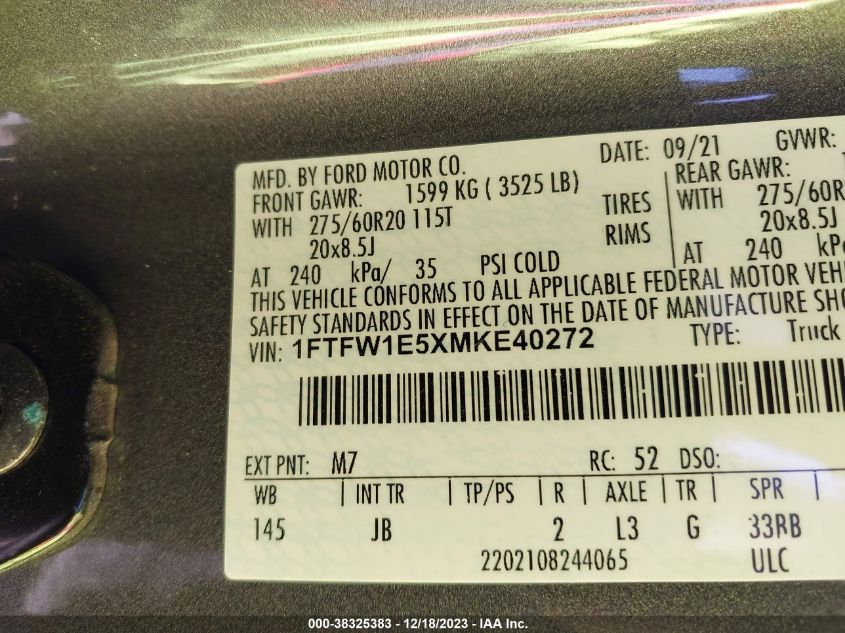 MFD. BY FORD MOTOR CO. DATE: 09/21 GVWR:
FRONT GAWR: 1599 KG ( 3525 LB) REAR GAWR:
WITH 275/60R20 115T TIRES WITH 275/60R
20x8.5J RIMS 20x8.5J
AT 240 kPa/ 35 PSI COLD AT 240 kP
THIS VEHICLE CONFORMS TO ALL APPLICABLE FEDERAL MOTOR VEH
SAFETY STANDARDS IN EFFECT ON THE DATE OF MANUFACTURE SHO
VIN: 1FTFW1E5XMKE40272 TYPE: Truck
EXT PNT: M7 RC: 52 DSO:
WB INT TR TP/PS R AXLE TR SPR
145 JB 2 L3 G 33RB
2202108244065 ULC
000-38325383 - 12/18/2023 - IAA Inc.